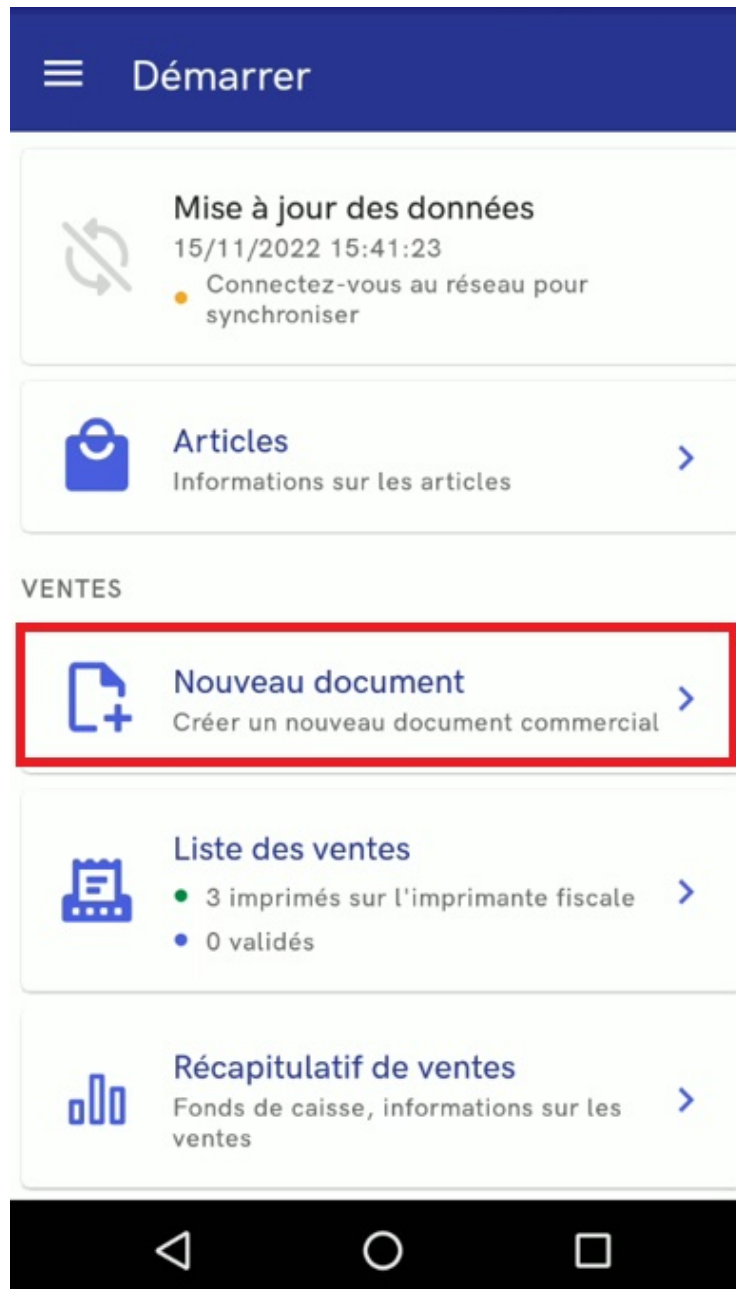 Démarrer
Mise à jour des données
15/11/2022 15:41:23
Connectez-vous au réseau pour
synchroniser
Articles
Informations sur les articles
VENTES
Nouveau document
Créer un nouveau document commercial
Liste des ventes
3 imprimés sur l'imprimante fiscale
0 validés
Récapitulatif de ventes
Fonds de caisse, informations sur les
ventes